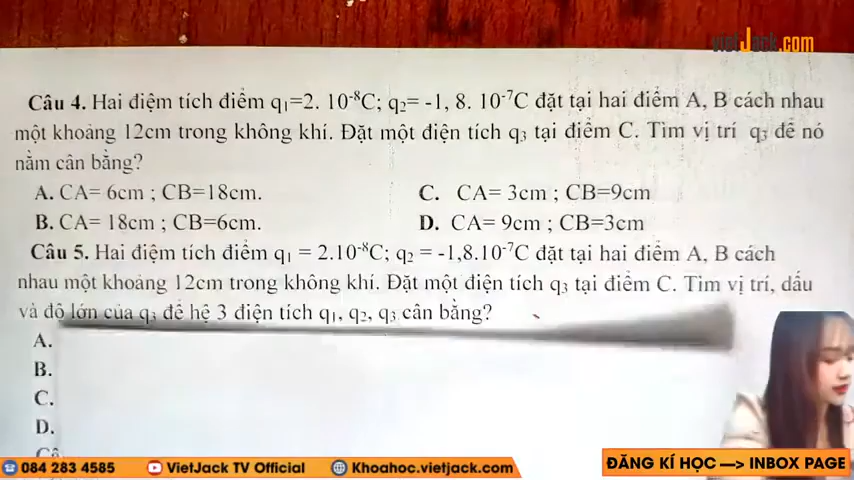 vietJack.com
Câu 4. Hai điệm tích điểm q₁=2. 10⁻⁸C; q₂= -1, 8. 10⁻⁷C đặt tại hai điểm A, B cách nhau
một khoảng 12cm trong không khí. Đặt một điện tích q₃ tại điểm C. Tìm vị trí q₃ để nó
nằm cân bằng?
A. CA= 6cm ; CB=18cm. C. CA= 3cm ; CB=9cm
B. CA= 18cm ; CB=6cm. D. CA= 9cm ; CB=3cm
Câu 5. Hai điệm tích điểm q₁ = 2.10⁻⁸C; q₂ = -1,8.10⁻⁷C đặt tại hai điểm A, B cách
nhau một khoảng 12cm trong không khí. Đặt một điện tích q₃ tại điểm C. Tìm vị trí, dấu
và độ lớn của q₃ để hệ 3 điện tích q₁, q₂, q₃ cân bằng?
A.
B.
C.
D.
084 283 4585 VietJack TV Official Khoahoc.vietjack.com
ĐĂNG KÍ HỌC —> INBOX PAGE